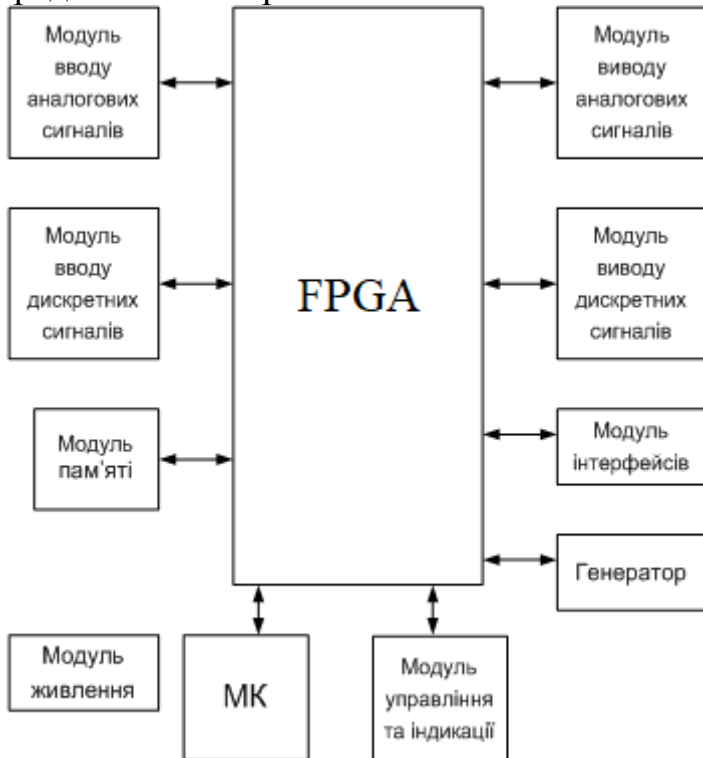 Модуль
вводу
аналогових
сигналів
Модуль
виводу
аналогових
сигналів
Модуль
вводу
дискретних
сигналів
FPGA
Модуль
виводу
дискретних
сигналів
Модуль
пам'яті
Модуль
інтерфейсів
Генератор
Модуль
живлення
МК
Модуль
управління
та індикації